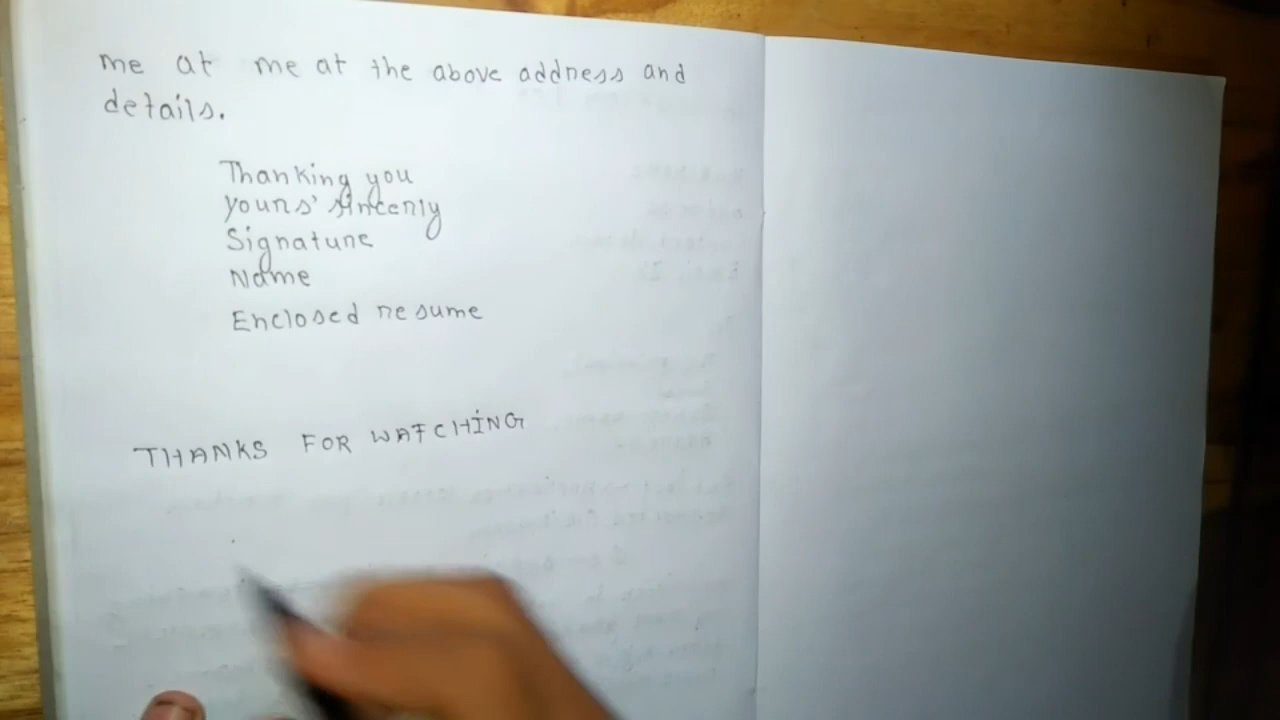 me at me at the above address and
details.
Thanking you
yours' sincerly
Signature
Name
Enclosed resume
THANKS FOR WATCHING